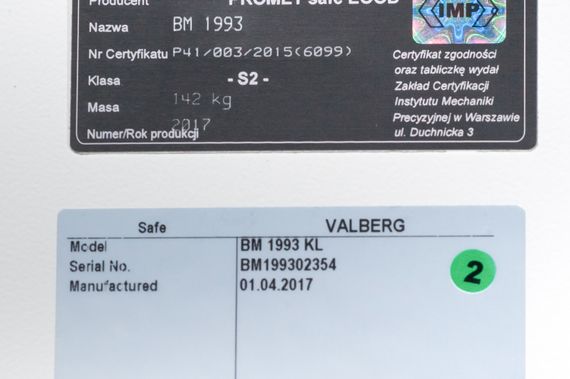 Producent PROMET safe EOOD
Nazwa BM 1993
Nr Certyfikatu P41/003/2015(6099)
Klasa - S2 -
Masa 142 kg
Numer/Rok produkcji 2017
IMP
Certyfikat zgodności
oraz tabliczkę wydał
Zakład Certyfikacji
Instytutu Mechaniki
Precyzyjnej w Warszawie
ul. Duchnicka 3
Safe VALBERG
Model BM 1993 KL
Serial No. BM199302354
Manufactured 01.04.2017
2